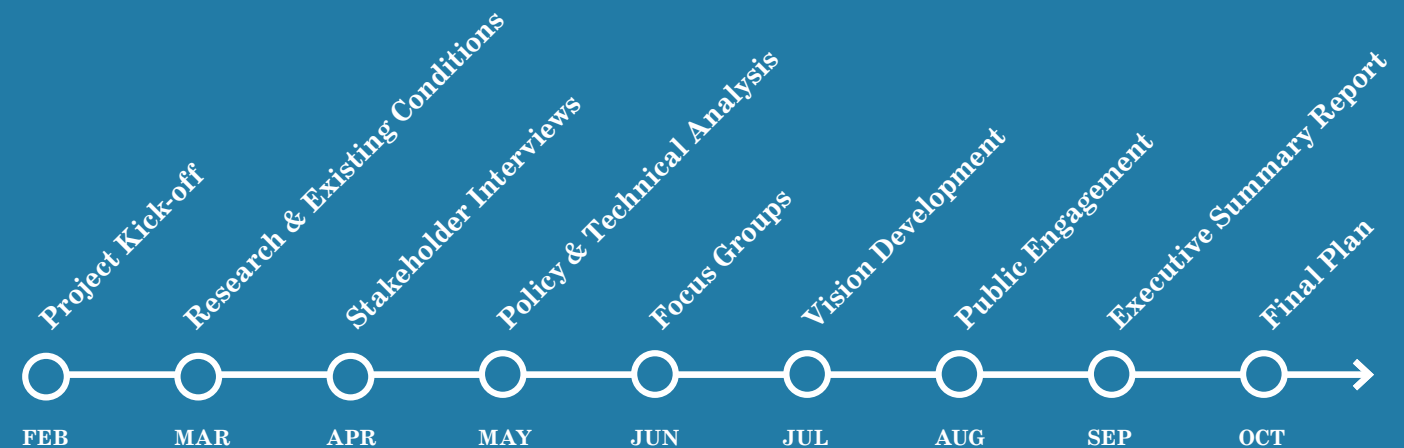 Project Kick-off
Research & Existing Conditions
Stakeholder Interviews
Policy & Technical Analysis
Focus Groups
Vision Development
Public Engagement
Executive Summary Report
Final Plan
FEB
MAR
APR
MAY
JUN
JUL
AUG
SEP
OCT